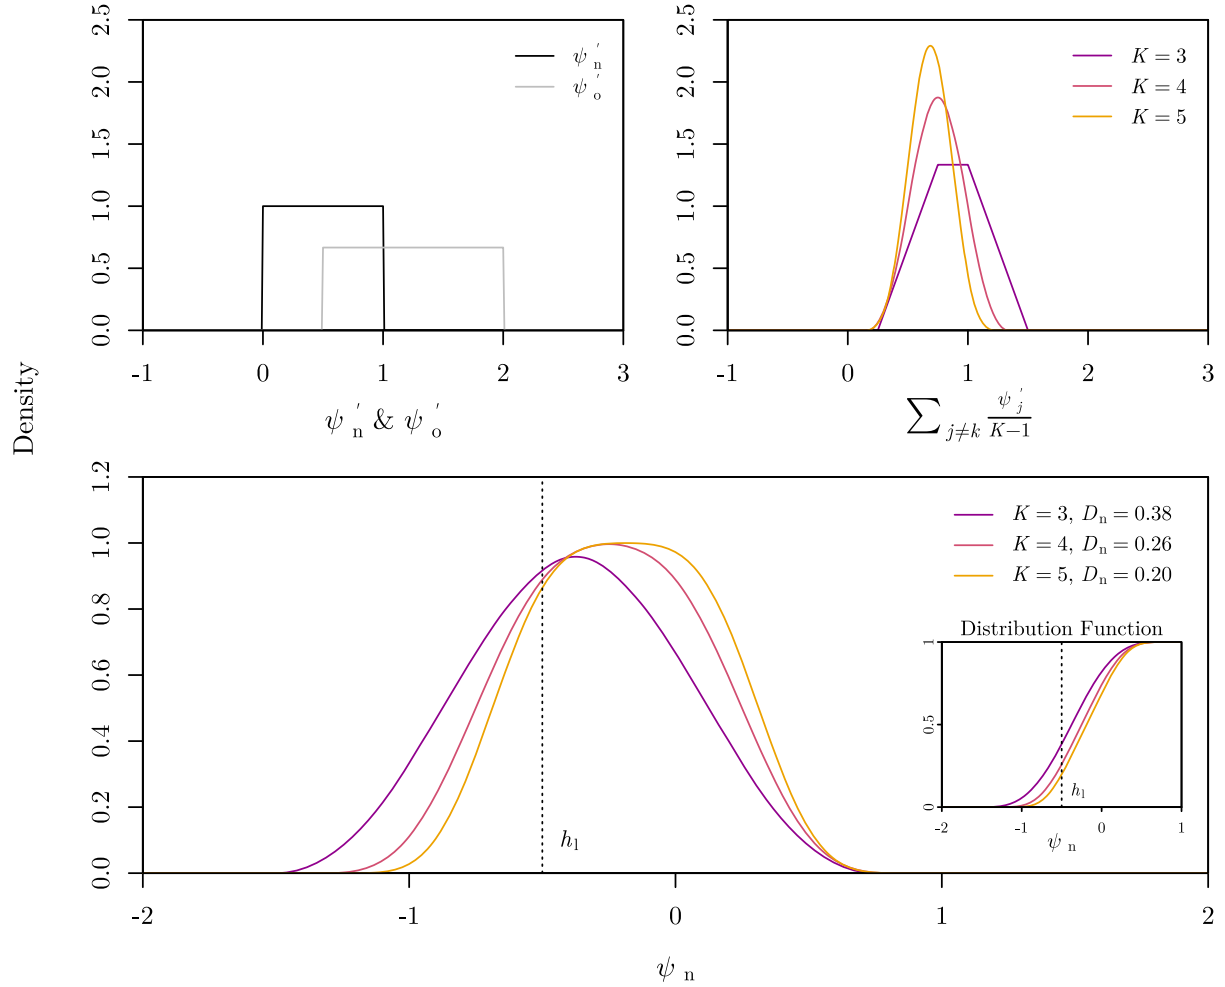 Density
2.5
2.0
1.5
1.0
0.5
0.0
-1 0 1 2 3
ψ'n
ψ'o
ψ'n & ψ'o
2.5
2.0
1.5
1.0
0.5
0.0
-1 0 1 2 3
K = 3
K = 4
K = 5
∑j≠k ψ'j/K−1
1.2
1.0
0.8
0.6
0.4
0.2
0.0
-2 -1 0 1 2
hl
K = 3, Dn = 0.38
K = 4, Dn = 0.26
K = 5, Dn = 0.20
Distribution Function
1
0.5
0
hl
-2 -1 0 1
ψn
ψn